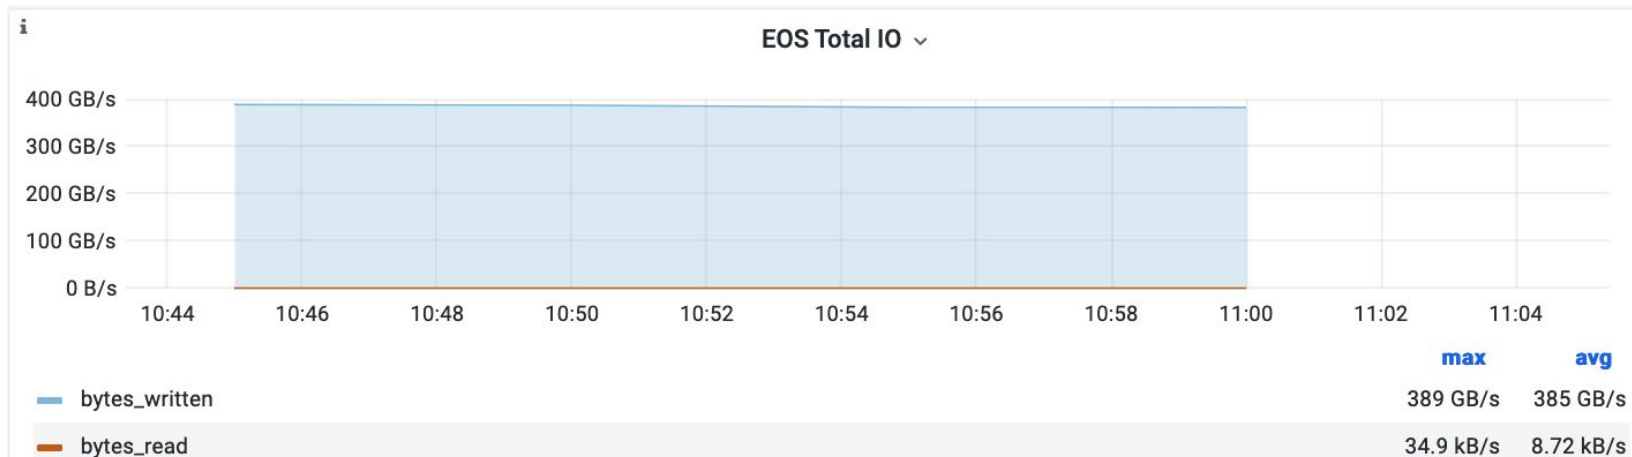 i
EOS Total IO
400 GB/s
300 GB/s
200 GB/s
100 GB/s
0 B/s
10:44 10:46 10:48 10:50 10:52 10:54 10:56 10:58 11:00 11:02 11:04
max avg
bytes_written 389 GB/s 385 GB/s
bytes_read 34.9 kB/s 8.72 kB/s